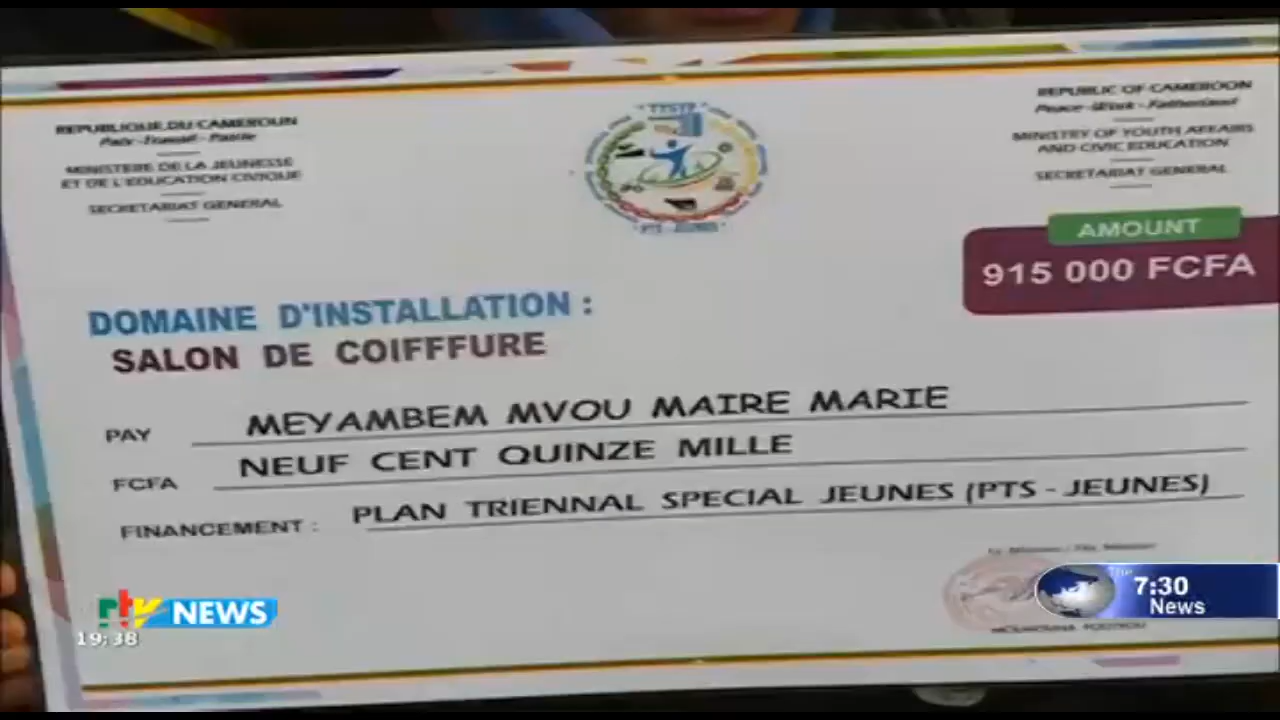 REPUBLIQUE DU CAMEROUN
Paix-Travail-Patrie
MINISTERE DE LA JEUNESSE
ET DE L'EDUCATION CIVIQUE
SECRETARIAT GENERAL
REPUBLIC OF CAMEROON
Peace-Work-Fatherland
MINISTRY OF YOUTH AFFAIRS
AND CIVIC EDUCATION
SECRETARIAT GENERAL
PTS - JEUNES
AMOUNT
915 000 FCFA
DOMAINE D'INSTALLATION :
SALON DE COIFFFURE
PAY MEYAMBEM MVOU MAIRE MARIE
FCFA NEUF CENT QUINZE MILLE
FINANCEMENT : PLAN TRIENNAL SPECIAL JEUNES (PTS - JEUNES)
rtv NEWS
19:38
The 7:30
News